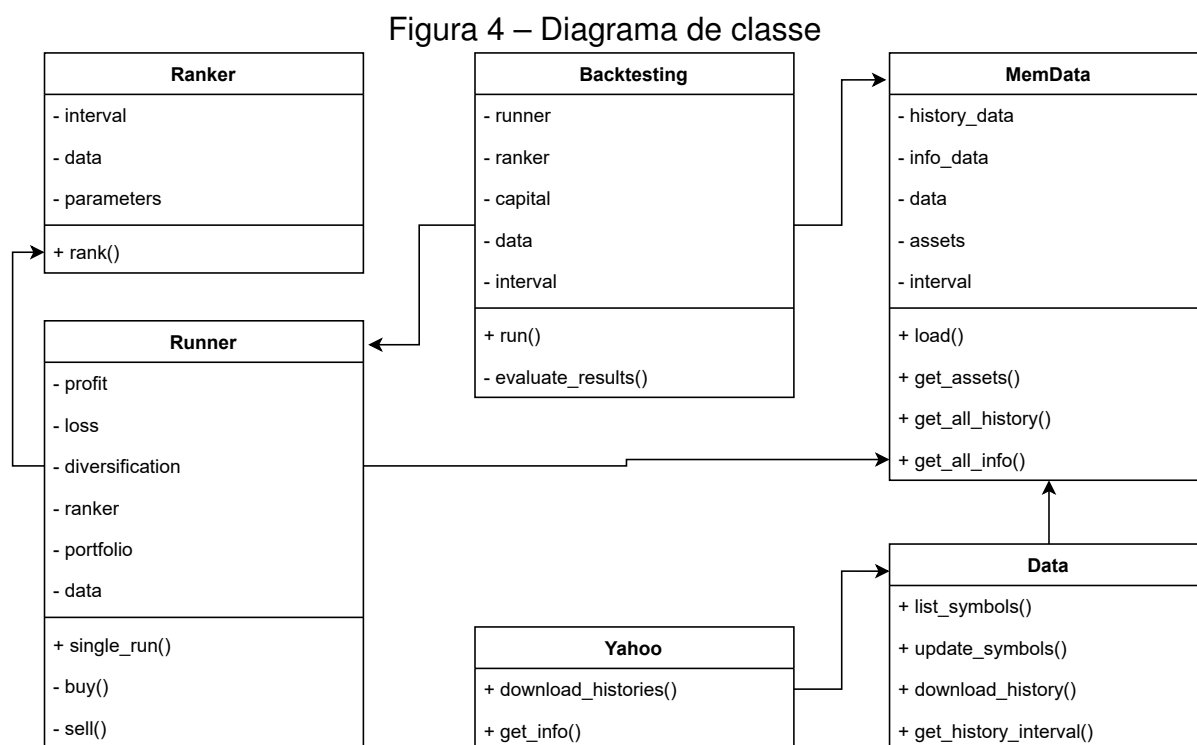 Figura 4 – Diagrama de classe
Ranker
- interval
- data
- parameters
+ rank()
Backtesting
- runner
- ranker
- capital
- data
- interval
+ run()
- evaluate_results()
MemData
- history_data
- info_data
- data
- assets
- interval
+ load()
+ get_assets()
+ get_all_history()
+ get_all_info()
Runner
- profit
- loss
- diversification
- ranker
- portfolio
- data
+ single_run()
- buy()
- sell()
Yahoo
+ download_histories()
+ get_info()
Data
+ list_symbols()
+ update_symbols()
+ download_history()
+ get_history_interval()